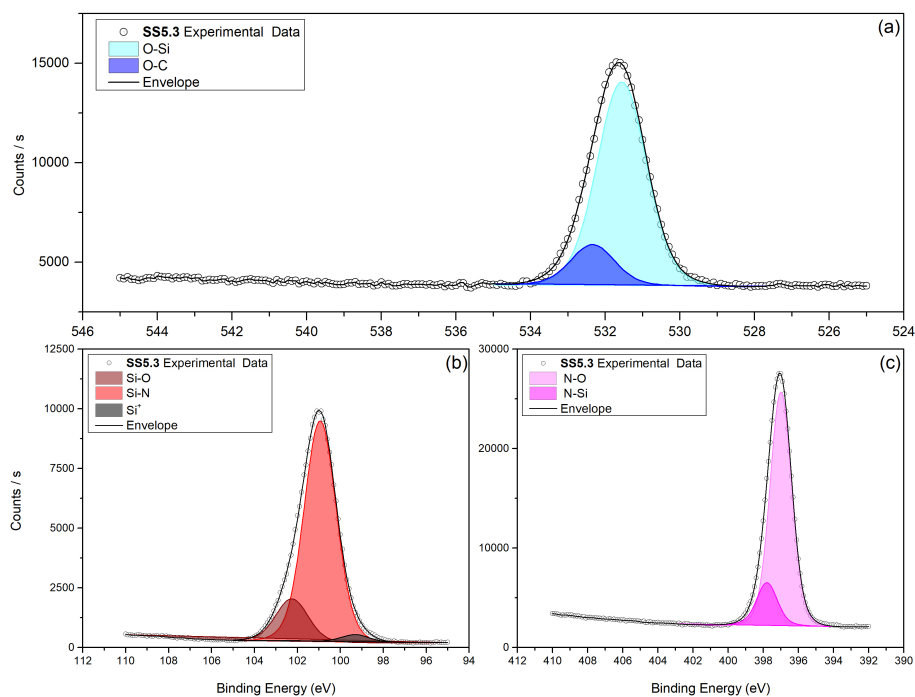 (a)
SS5.3 Experimental Data
O-Si
O-C
Envelope
15000
10000
5000
Counts / s
546 544 542 540 538 536 534 532 530 528 526 524
(b)
SS5.3 Experimental Data
Si-O
Si-N
Si+
Envelope
12500
10000
7500
5000
2500
0
Counts / s
112 110 108 106 104 102 100 98 96 94
Binding Energy (eV)
(c)
SS5.3 Experimental Data
N-O
N-Si
Envelope
30000
20000
10000
0
412 410 408 406 404 402 400 398 396 394 392 390
Binding Energy (eV)